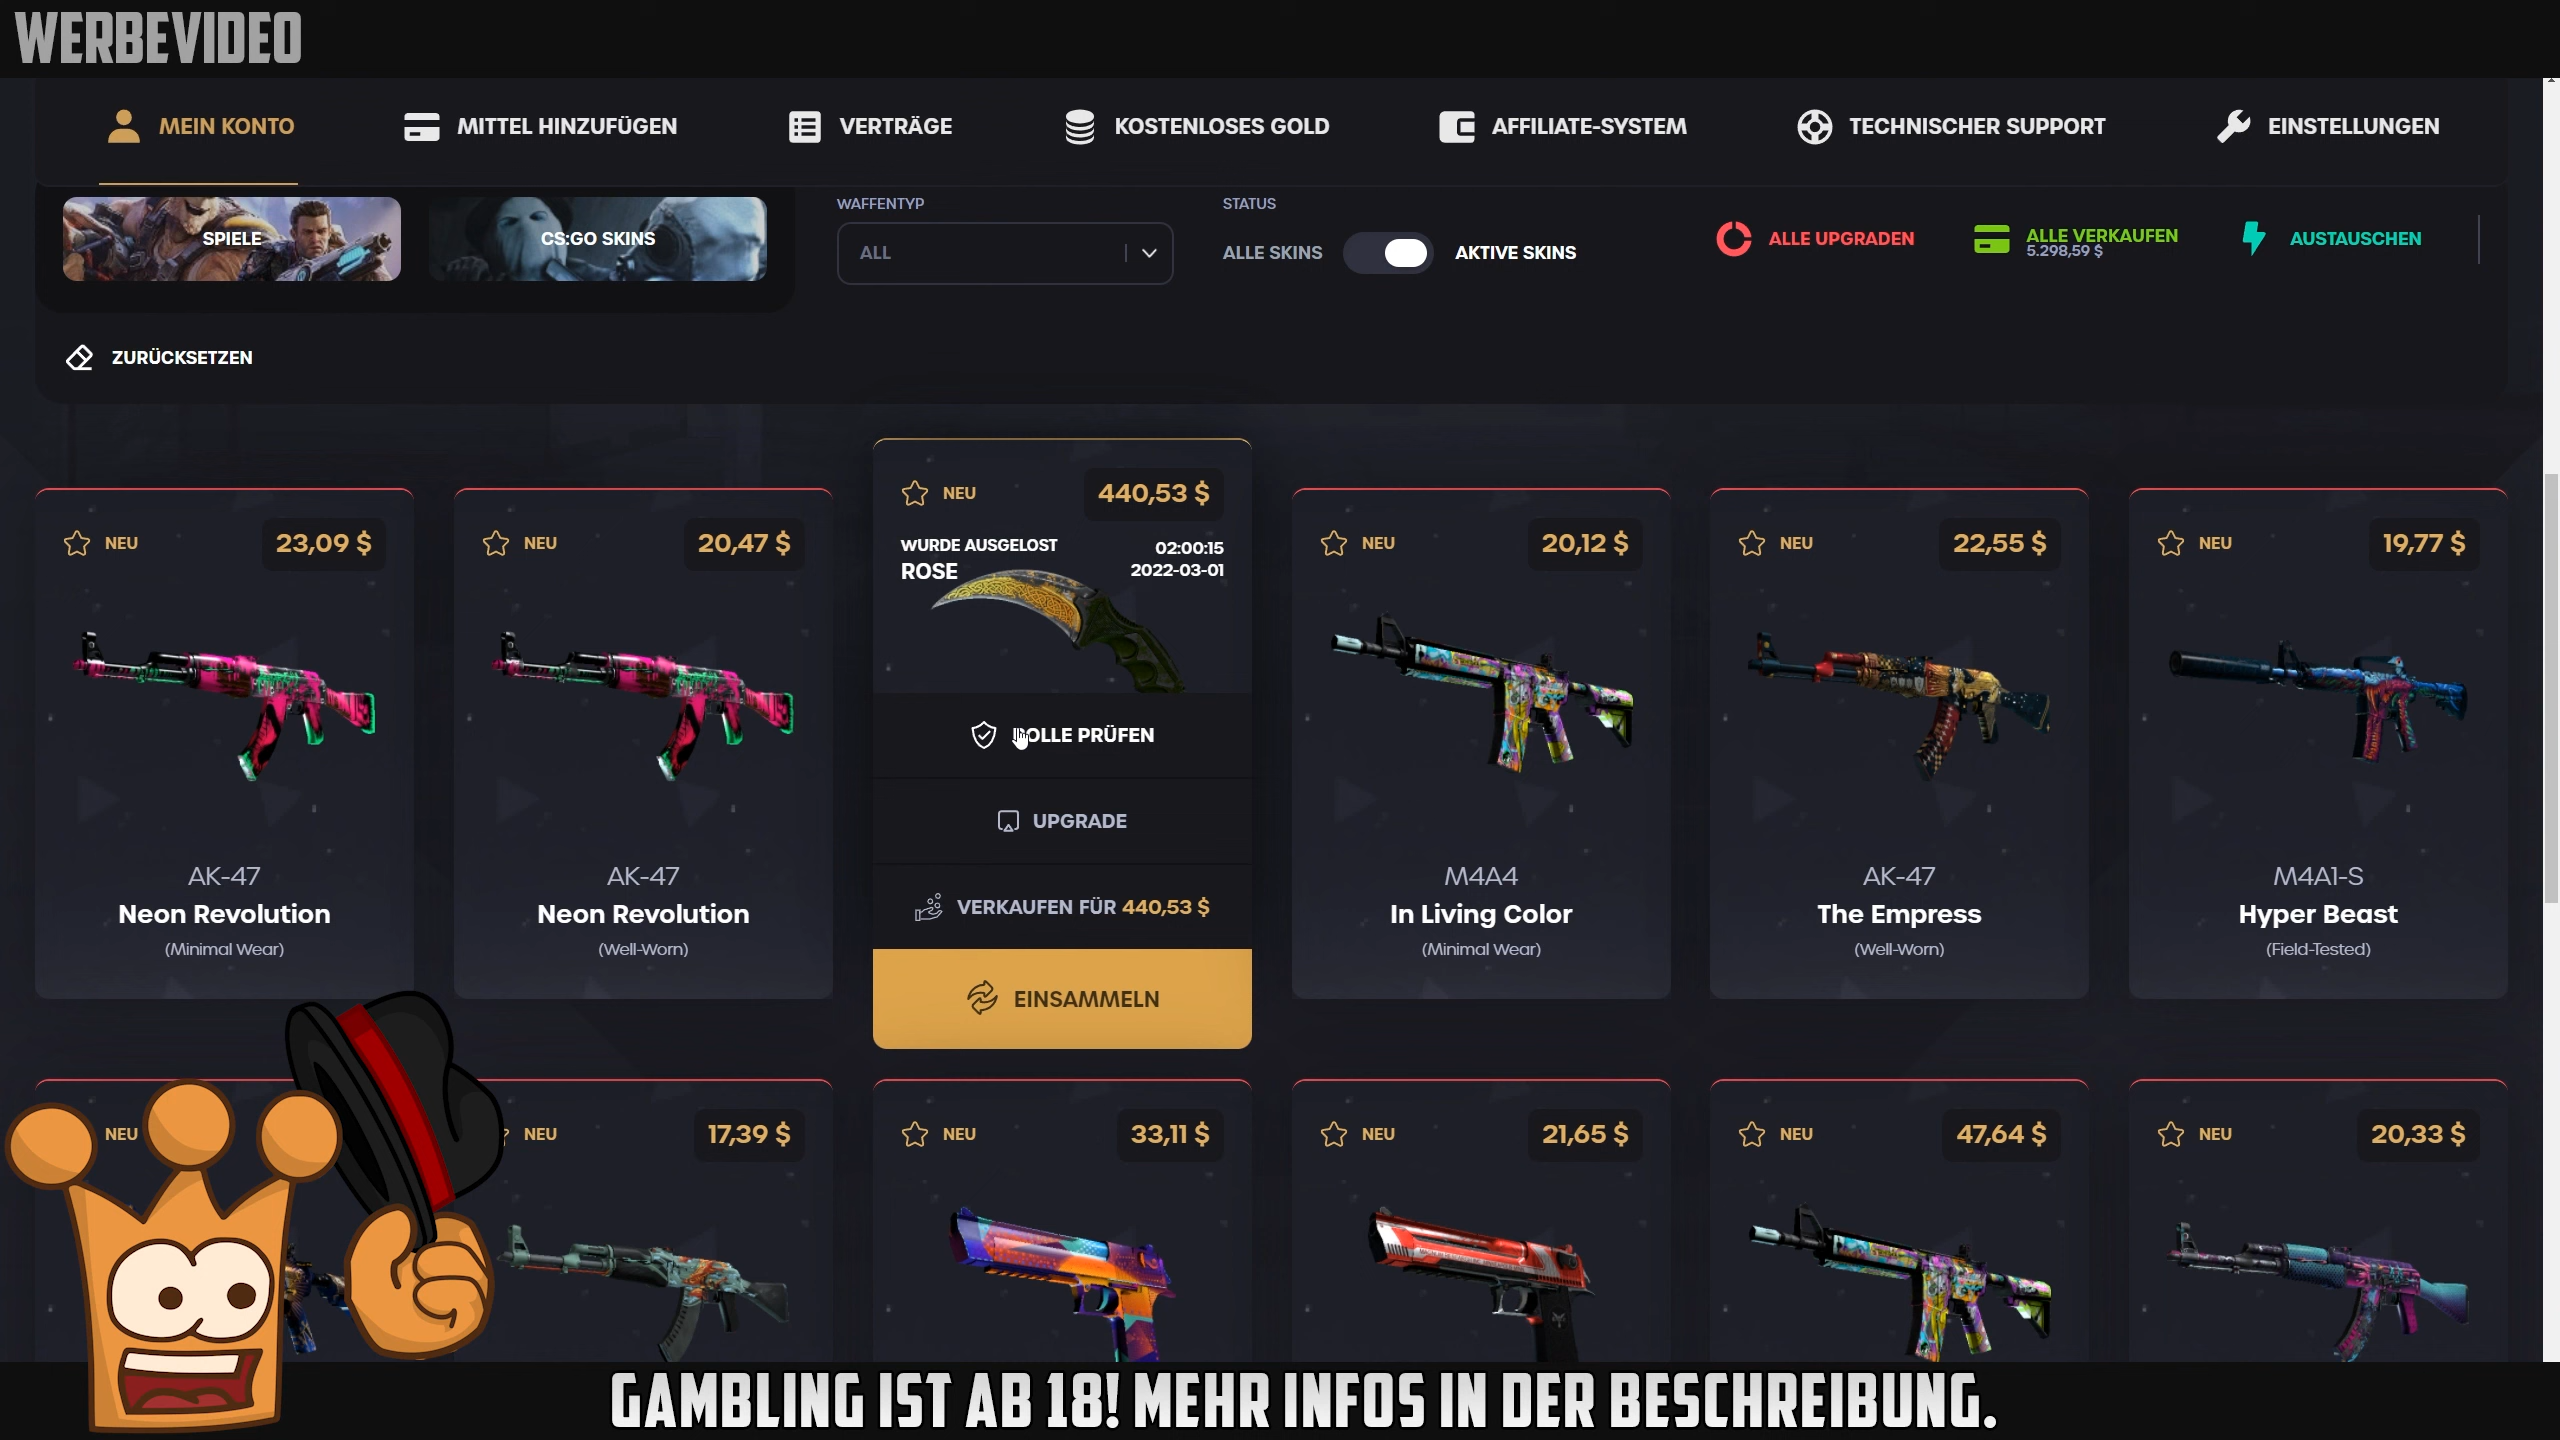 WERBEVIDEO
MEIN KONTO
MITTEL HINZUFÜGEN
VERTRÄGE
KOSTENLOSES GOLD
AFFILIATE-SYSTEM
TECHNISCHER SUPPORT
EINSTELLUNGEN
SPIELE
CS:GO SKINS
WAFFENTYP
ALL
STATUS
ALLE SKINS
AKTIVE SKINS
ALLE UPGRADEN
ALLE VERKAUFEN
5.298,59 $
AUSTAUSCHEN
ZURÜCKSETZEN
NEU 23,09 $
AK-47
Neon Revolution
(Minimal Wear)
NEU 20,47 $
AK-47
Neon Revolution
(Well-Worn)
NEU 440,53 $
WURDE AUSGELOST 02:00:15
ROSE 2022-03-01
PRÜFEN
UPGRADE
VERKAUFEN FÜR 440,53 $
EINSAMMELN
NEU 20,12 $
M4A4
In Living Color
(Minimal Wear)
NEU 22,55 $
AK-47
The Empress
(Well-Worn)
NEU 19,77 $
M4A1-S
Hyper Beast
(Field-Tested)
NEU
NEU 17,39 $
NEU 33,11 $
NEU 21,65 $
NEU 47,64 $
NEU 20,33 $
GAMBLING IST AB 18! MEHR INFOS IN DER BESCHREIBUNG.